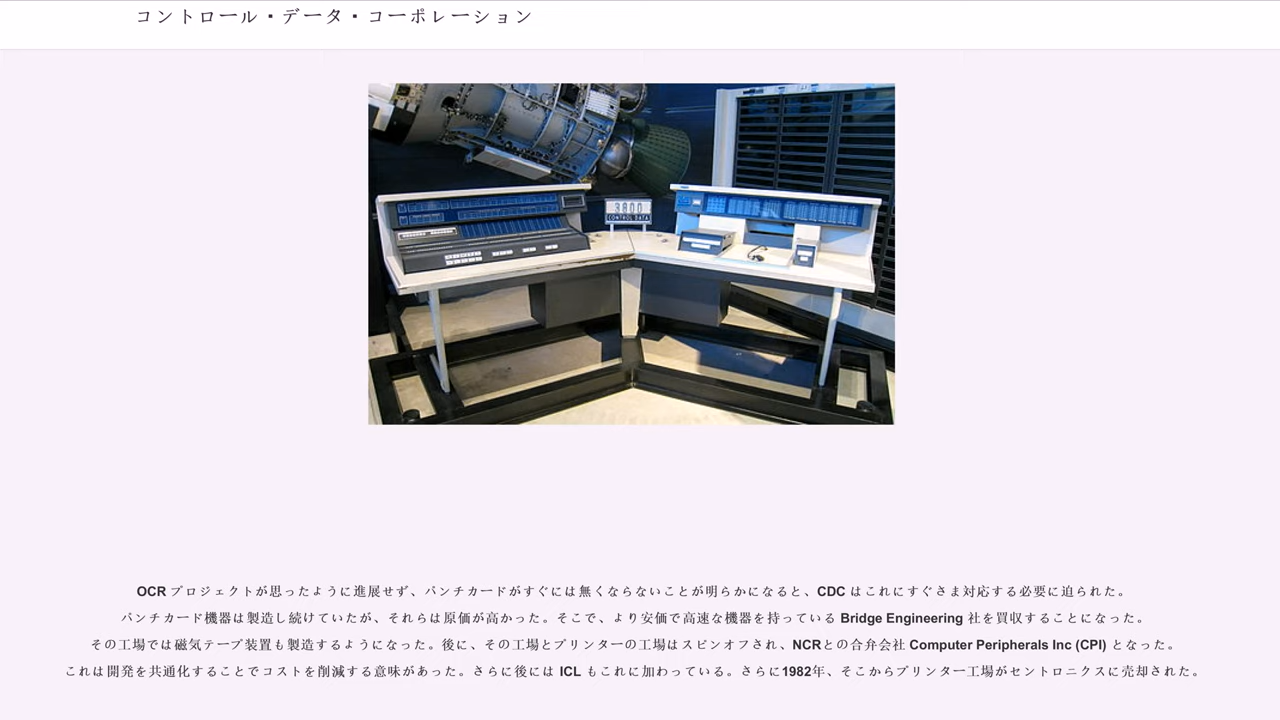 コントロール・データ・コーポレーション
3800
CONTROL DATA
OCR プロジェクトが思ったように進展せず、パンチカードがすぐには無くならないことが明らかになると、CDC はこれにすぐさま対応する必要に迫られた。
パンチカード機器は製造し続けていたが、それらは原価が高かった。そこで、より安価で高速な機器を持っている Bridge Engineering 社を買収することになった。
その工場では磁気テープ装置も製造するようになった。後に、その工場とプリンターの工場はスピンオフされ、NCRとの合弁会社 Computer Peripherals Inc (CPI) となった。
これは開発を共通化することでコストを削減する意味があった。さらに後には ICL もこれに加わっている。さらに1982年、そこからプリンター工場がセントロニクスに売却された。